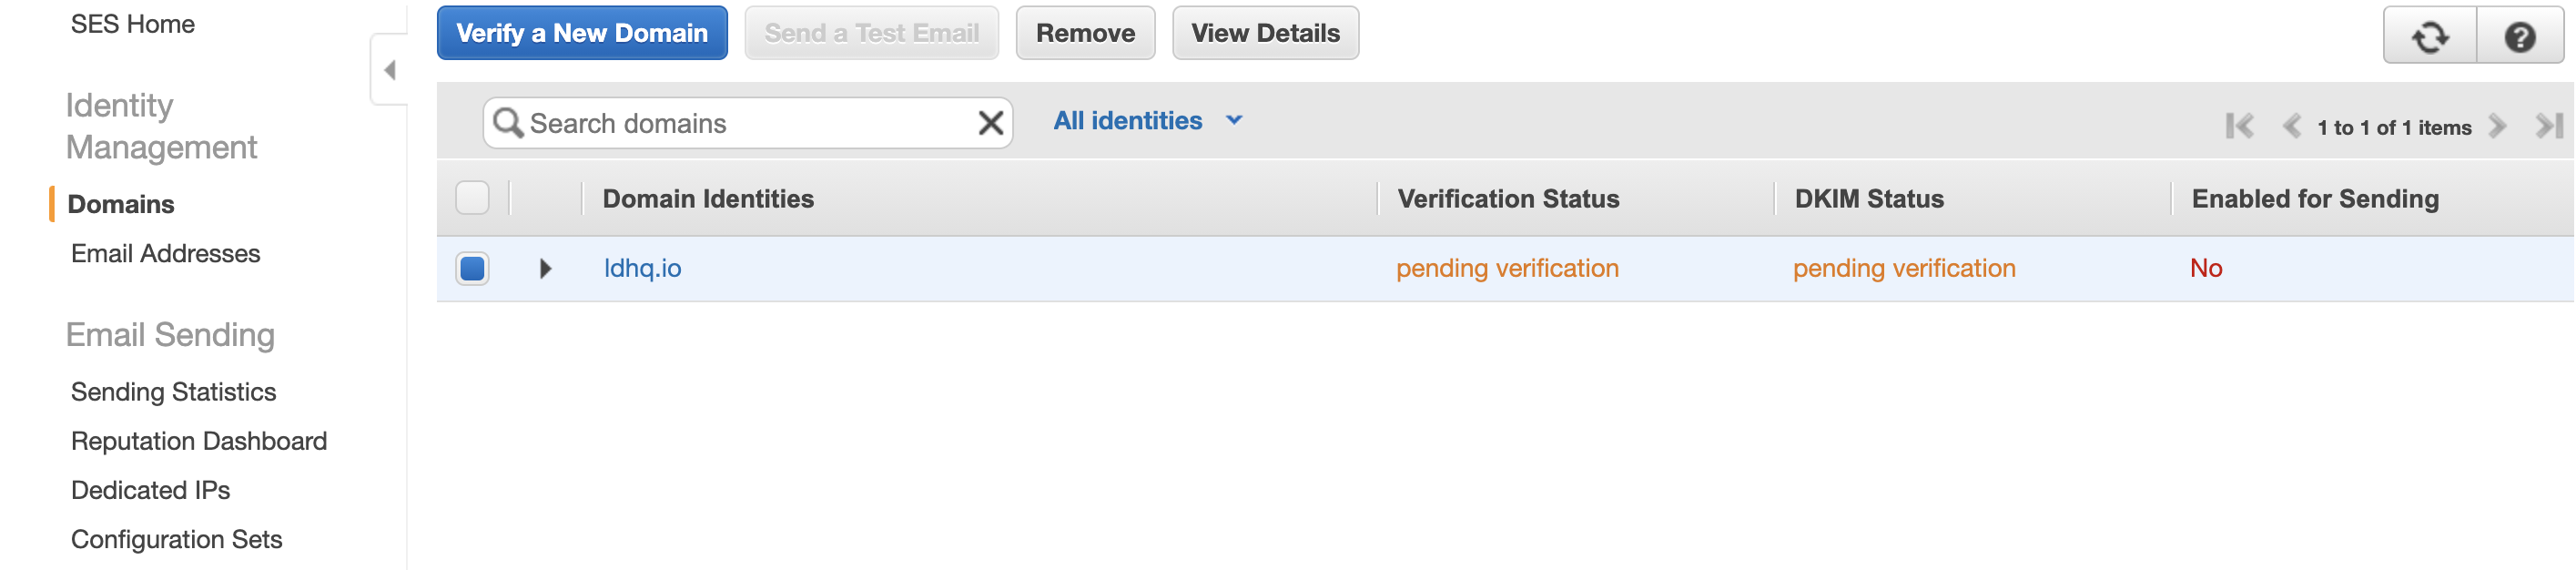 SES Home
Identity
Management
Domains
Email Addresses
Email Sending
Sending Statistics
Reputation Dashboard
Dedicated IPs
Configuration Sets
Verify a New Domain
Send a Test Email
Remove
View Details
Search domains
All identities
1 to 1 of 1 items
Domain Identities
Verification Status
DKIM Status
Enabled for Sending
ldhq.io
pending verification
pending verification
No